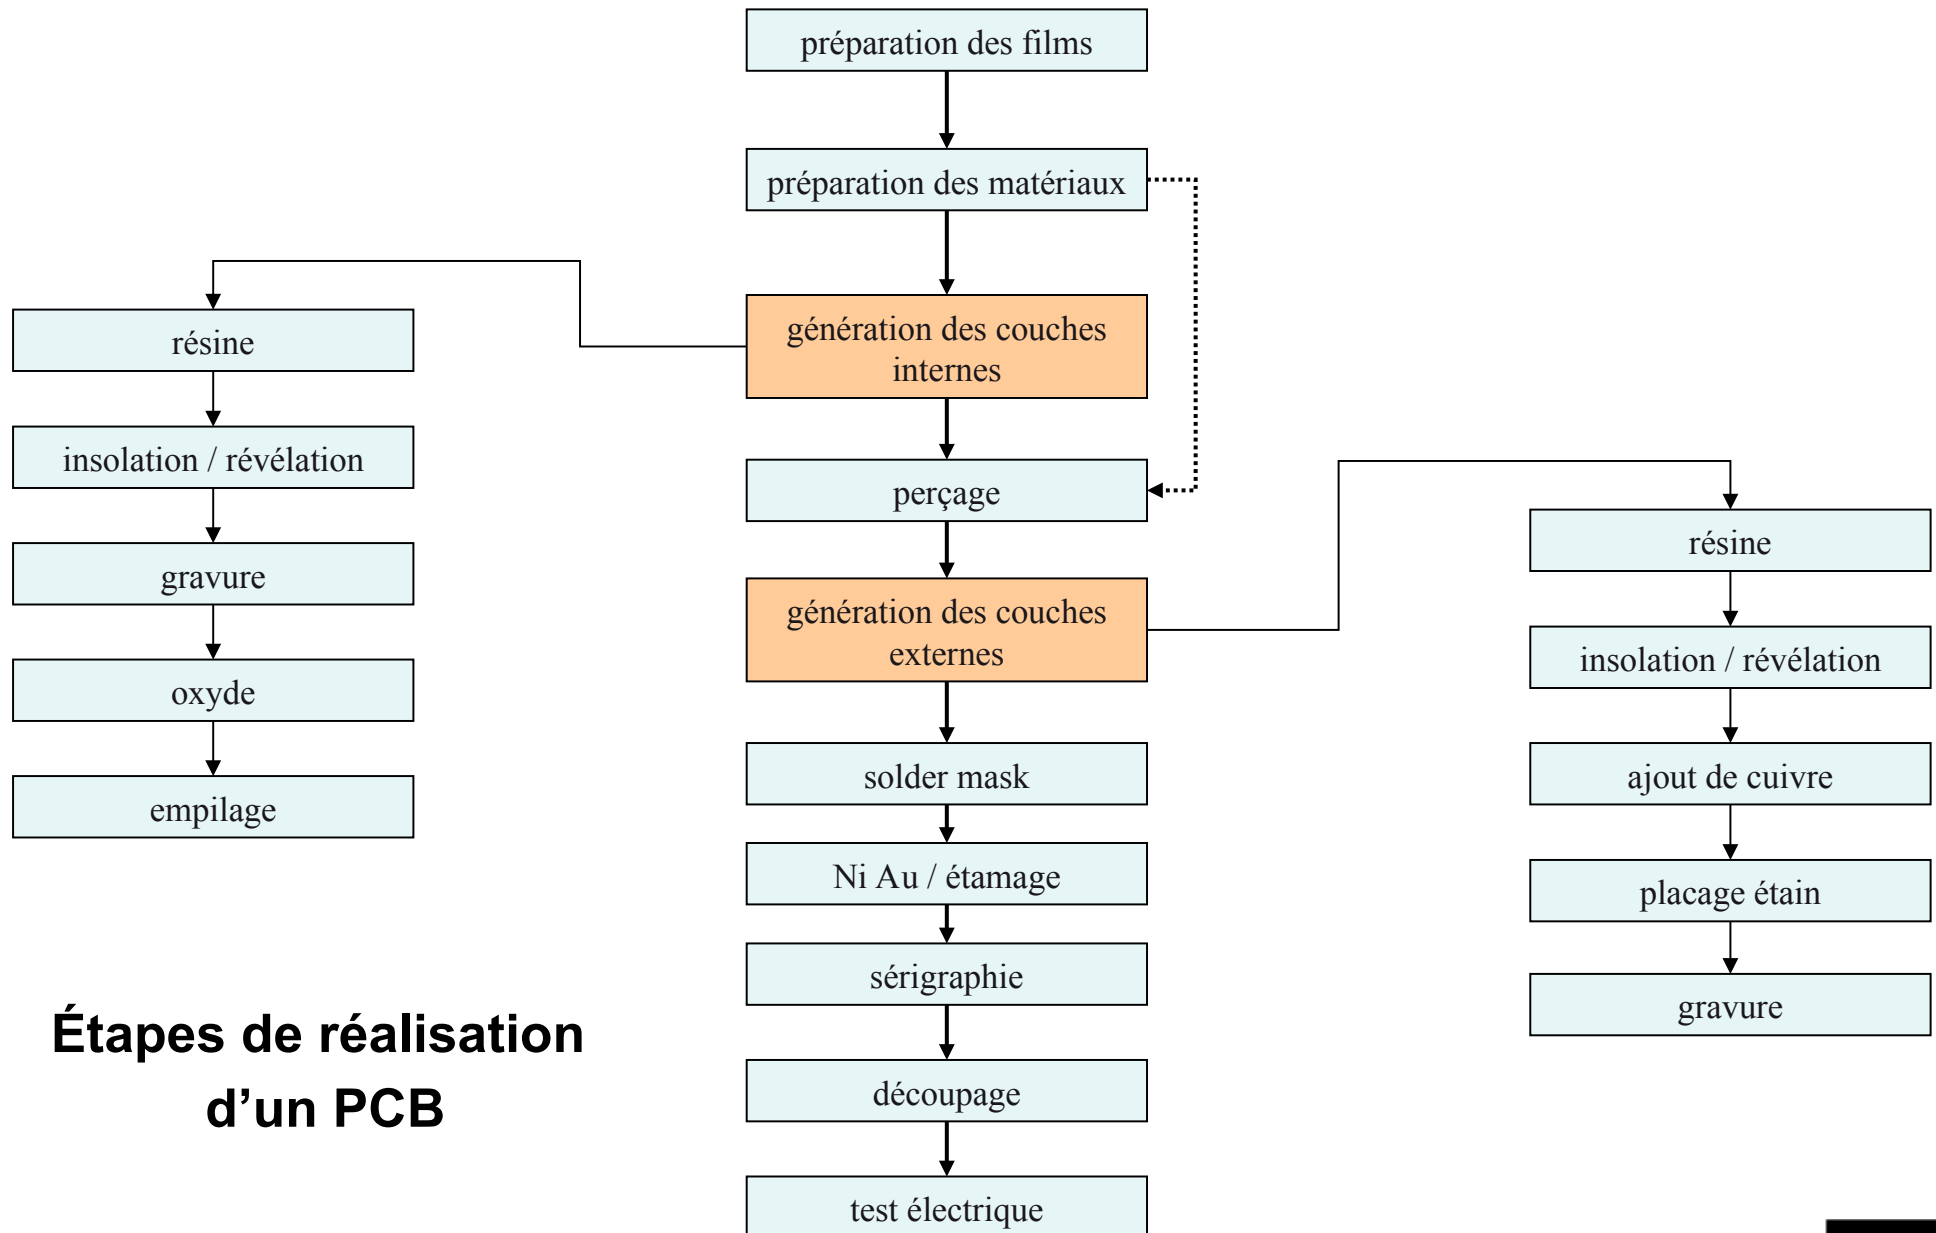 préparation des films
préparation des matériaux
génération des couches
internes
perçage
génération des couches
externes
solder mask
Ni Au / étamage
sérigraphie
découpage
test électrique
résine
insolation / révélation
gravure
oxyde
empilage
résine
insolation / révélation
ajout de cuivre
placage étain
gravure
Étapes de réalisation
d’un PCB